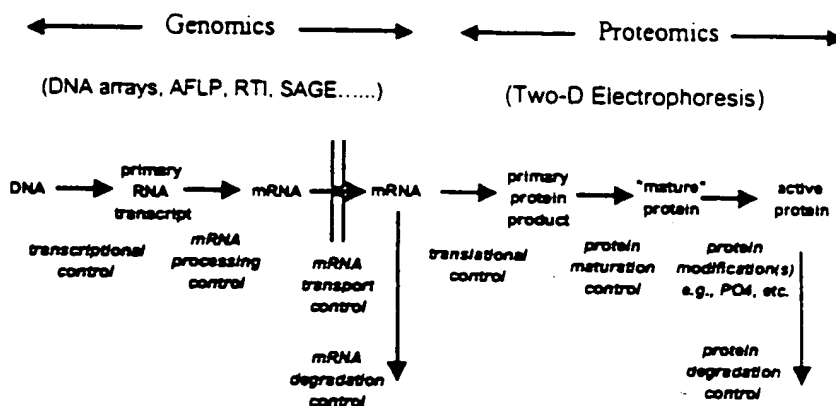 Genomics
Proteomics
(DNA arrays, AFLP, RTI, SAGE......)
(Two-D Electrophoresis)
DNA
primary
RNA
transcript
mRNA
mRNA
primary
protein
product
"mature"
protein
active
protein
transcriptional
control
mRNA
processing
control
mRNA
transport
control
translational
control
protein
maturation
control
protein
modification(s)
e.g., PO4, etc.
mRNA
degradation
control
protein
degradation
control